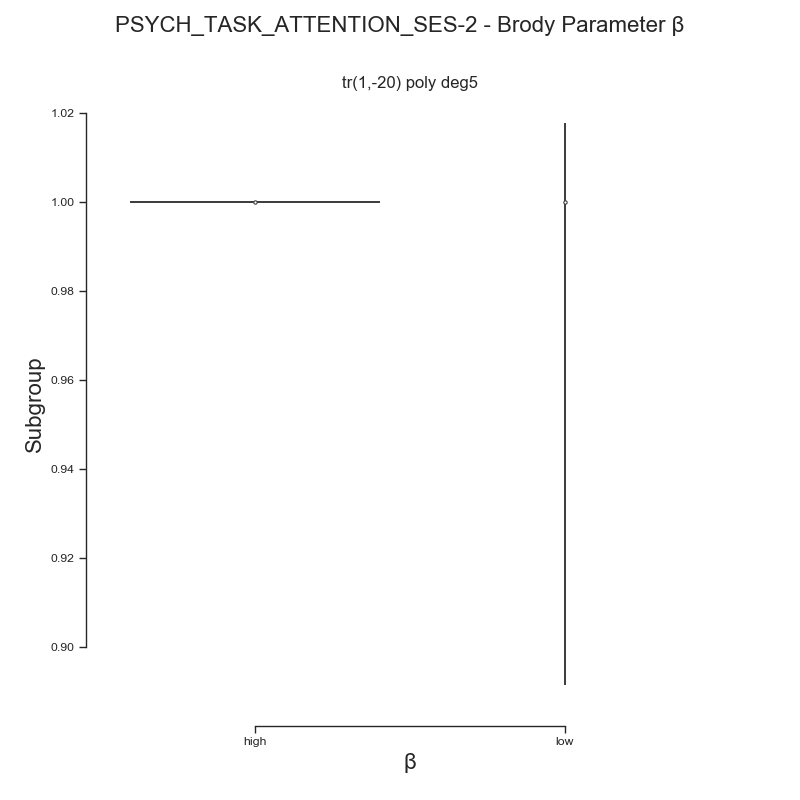 PSYCH_TASK_ATTENTION_SES-2 - Brody Parameter β
tr(1,-20) poly deg5
1.02
1.00
0.98
0.96
0.94
0.92
0.90
Subgroup
high
low
β